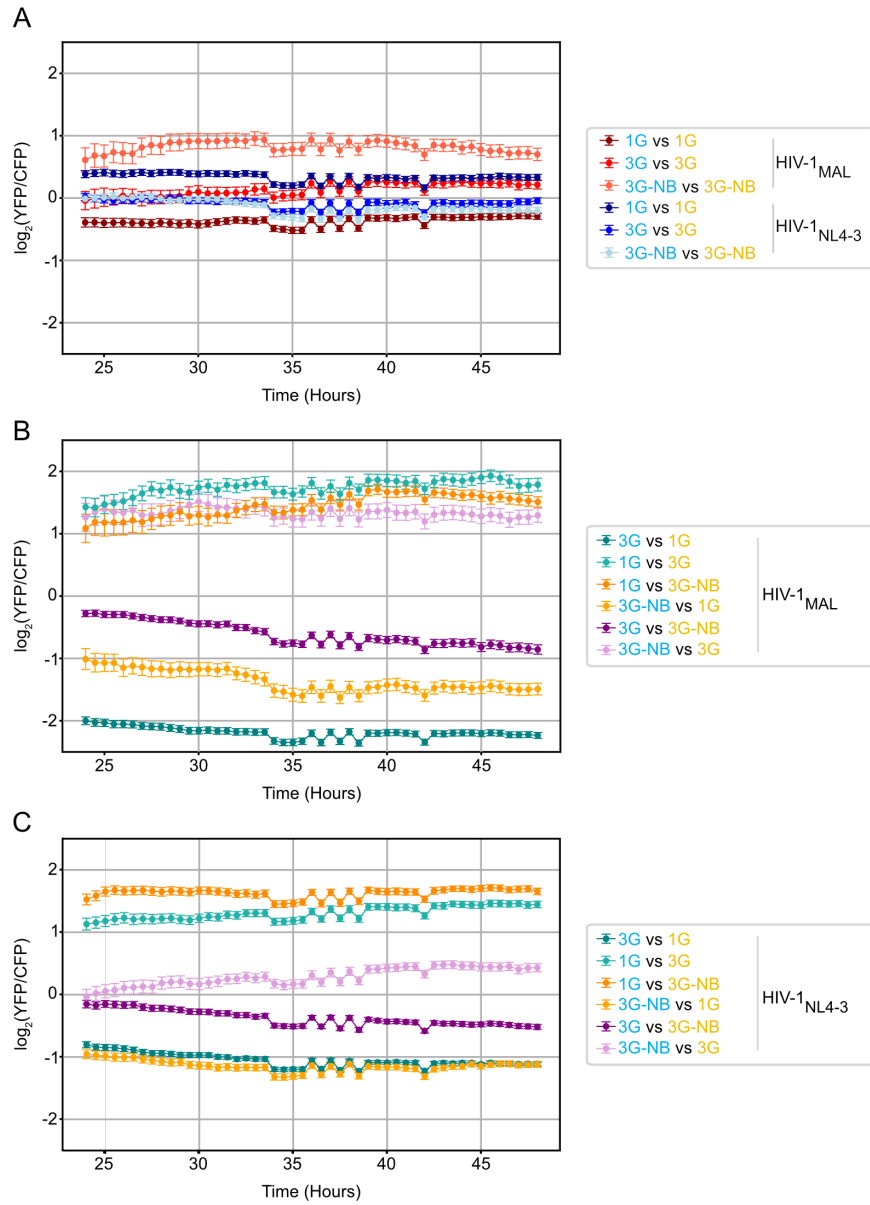 A
2
1
0
-1
-2
log2(YFP/CFP)
25 30 35 40 45
Time (Hours)
1G vs 1G
3G vs 3G
3G-NB vs 3G-NB
HIV-1MAL
1G vs 1G
3G vs 3G
3G-NB vs 3G-NB
HIV-1NL4-3
B
2
1
0
-1
-2
log2(YFP/CFP)
25 30 35 40 45
Time (Hours)
3G vs 1G
1G vs 3G
1G vs 3G-NB
3G-NB vs 1G
3G vs 3G-NB
3G-NB vs 3G
HIV-1MAL
C
2
1
0
-1
-2
log2(YFP/CFP)
25 30 35 40 45
Time (Hours)
3G vs 1G
1G vs 3G
1G vs 3G-NB
3G-NB vs 1G
3G vs 3G-NB
3G-NB vs 3G
HIV-1NL4-3